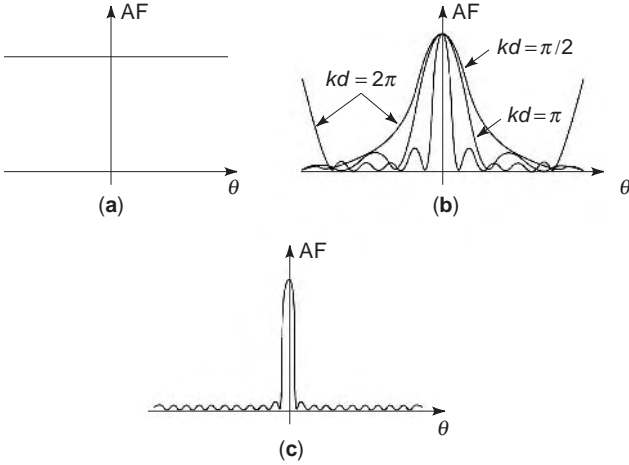 AF
θ
(a)
AF
kd = π/2
kd = 2π
kd = π
θ
(b)
AF
θ
(c)